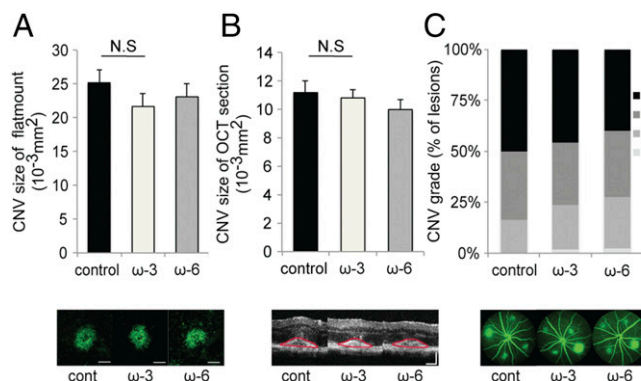 A
N.S
CNV size of flatmount
(10⁻³mm²)
30
25
20
15
10
5
0
control ω-3 ω-6
cont ω-3 ω-6
B
N.S
CNV size of OCT section
(10⁻³mm²)
14
12
10
8
6
4
2
0
control ω-3 ω-6
cont ω-3 ω-6
C
CNV grade (% of lesions)
100%
75%
50%
25%
0%
control ω-3 ω-6
cont ω-3 ω-6